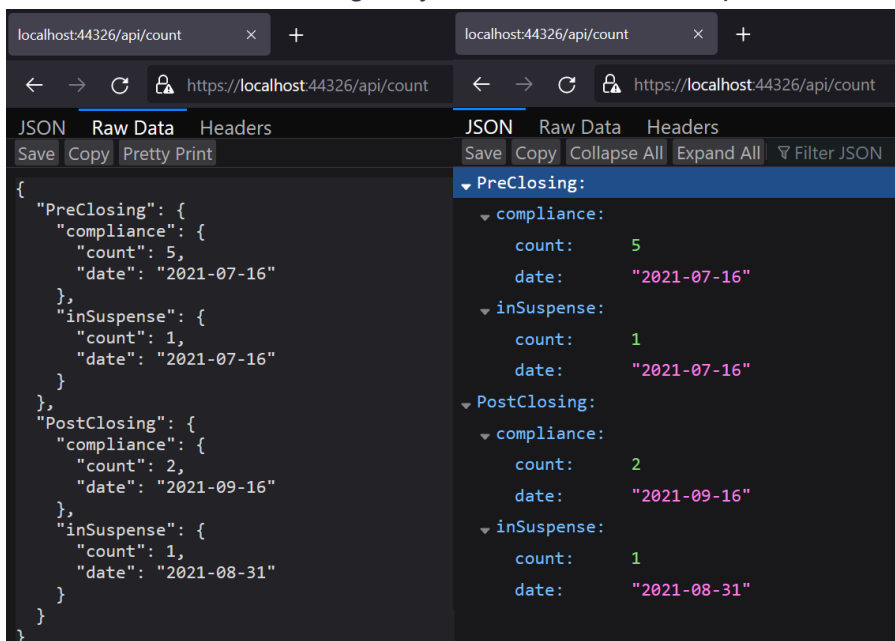 localhost:44326/api/count × +
https://localhost:44326/api/count
JSON Raw Data Headers
Save Copy Pretty Print
{
  "PreClosing": {
    "compliance": {
      "count": 5,
      "date": "2021-07-16"
    },
    "inSuspense": {
      "count": 1,
      "date": "2021-07-16"
    }
  },
  "PostClosing": {
    "compliance": {
      "count": 2,
      "date": "2021-09-16"
    },
    "inSuspense": {
      "count": 1,
      "date": "2021-08-31"
    }
  }
}
localhost:44326/api/count × +
https://localhost:44326/api/count
JSON Raw Data Headers
Save Copy Collapse All Expand All Filter JSON
PreClosing:
compliance:
count: 5
date: "2021-07-16"
inSuspense:
count: 1
date: "2021-07-16"
PostClosing:
compliance:
count: 2
date: "2021-09-16"
inSuspense:
count: 1
date: "2021-08-31"